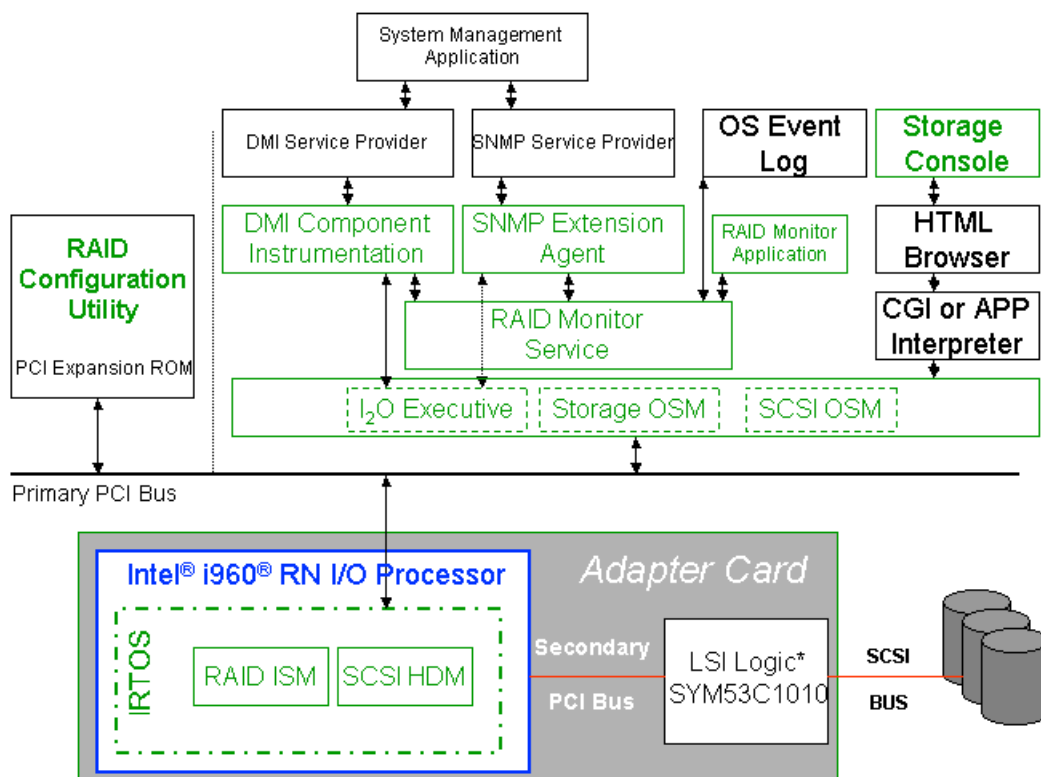 System Management
Application
DMI Service Provider
SNMP Service Provider
OS Event
Log
Storage
Console
RAID
Configuration
Utility
PCI Expansion ROM
DMI Component
Instrumentation
SNMP Extension
Agent
RAID Monitor
Application
HTML
Browser
RAID Monitor
Service
CGI or APP
Interpreter
I₂O Executive
Storage OSM
SCSI OSM
Primary PCI Bus
Intel® i960® RN I/O Processor
Adapter Card
IRTOS
RAID ISM
SCSI HDM
Secondary
PCI Bus
LSI Logic*
SYM53C1010
SCSI
BUS